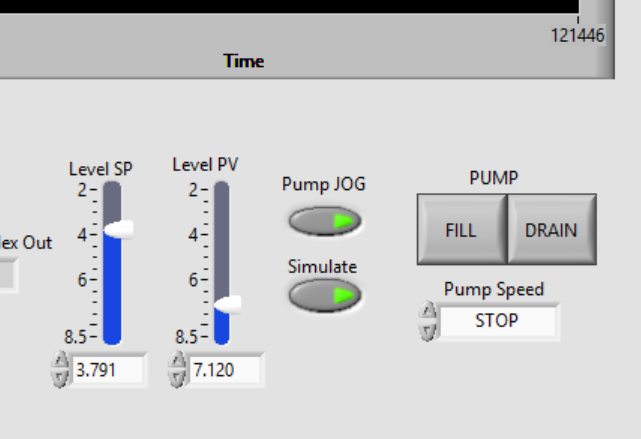 121446
Time
Level SP
Level PV
Pump JOG
PUMP
2
2
FILL
DRAIN
4
4
Out
Simulate
6
6
Pump Speed
STOP
8.5
8.5
3.791
7.120